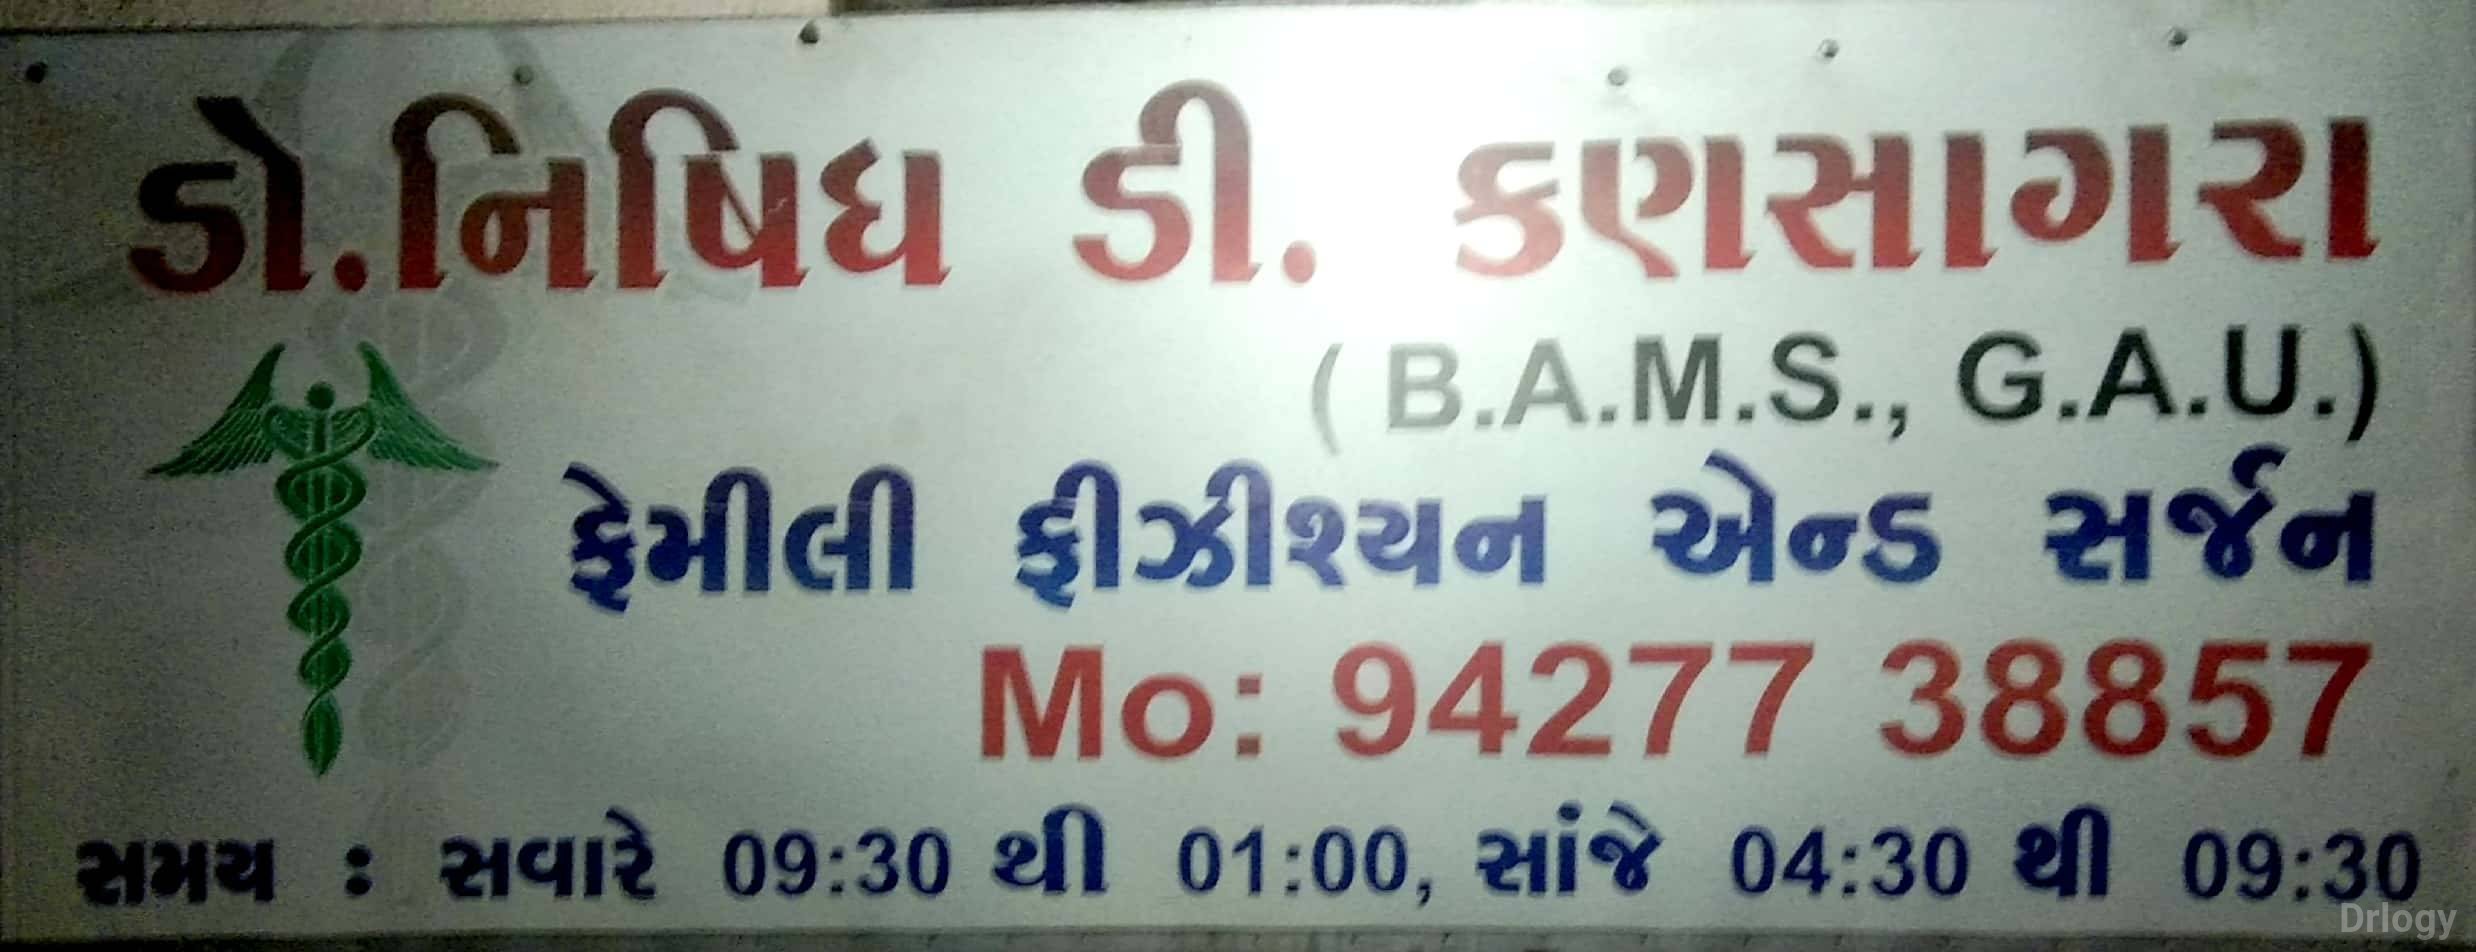 ડો.નિષિધ ડી. કણસાગરા
( B.A.M.S., G.A.U.)
ફેમીલી ફીઝીશ્યન એન્ડ સર્જન
Mo: 94277 38857
સમય : સવારે 09:30 થી 01:00, સાંજે 04:30 થી 09:30
Drlogy